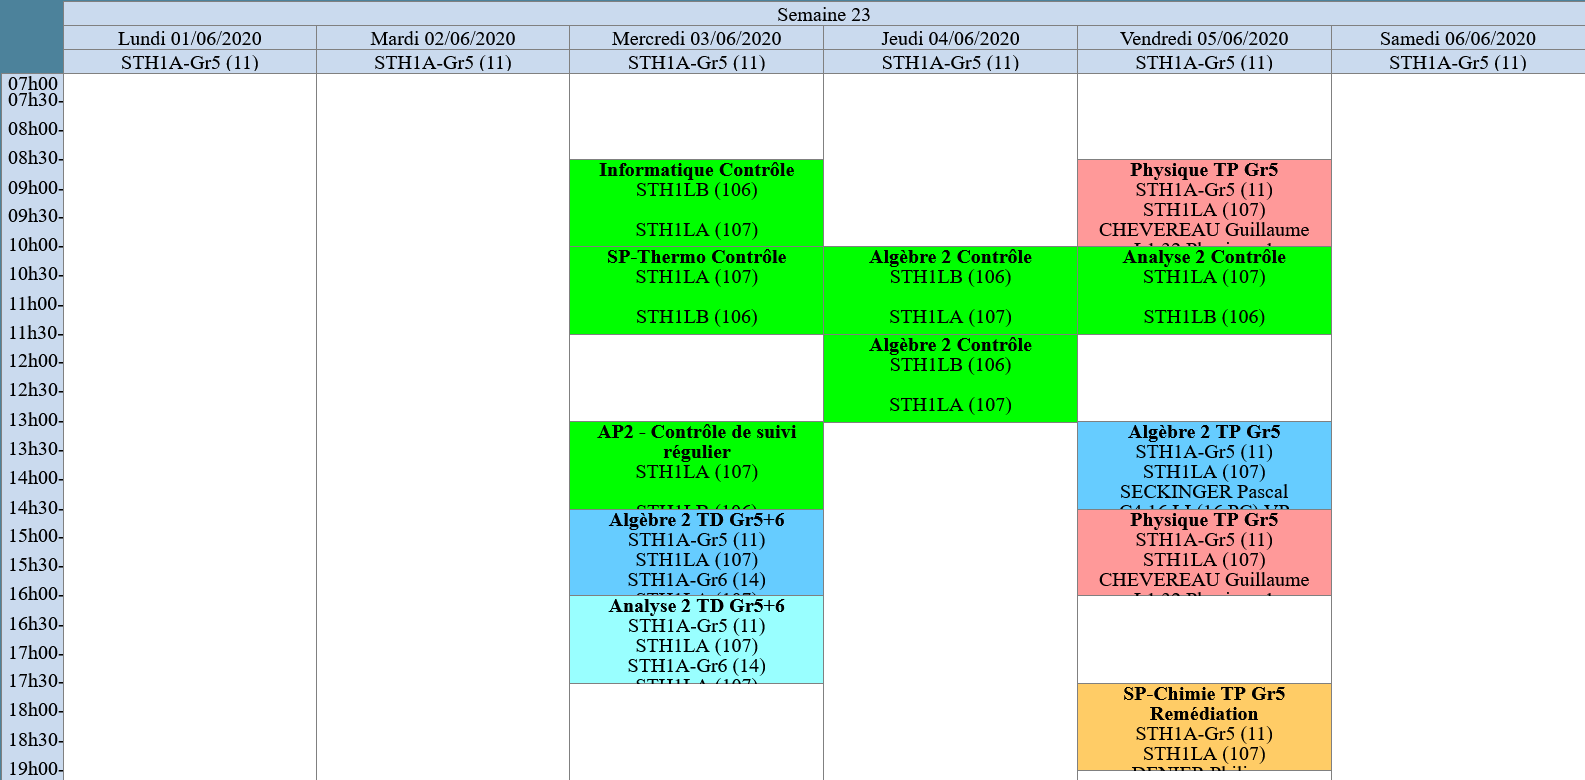 Semaine 23
Lundi 01/06/2020
Mardi 02/06/2020
Mercredi 03/06/2020
Jeudi 04/06/2020
Vendredi 05/06/2020
Samedi 06/06/2020
STH1A-Gr5 (11)
STH1A-Gr5 (11)
STH1A-Gr5 (11)
STH1A-Gr5 (11)
STH1A-Gr5 (11)
STH1A-Gr5 (11)
07h00
07h30
08h00
08h30
09h00
09h30
10h00
10h30
11h00
11h30
12h00
12h30
13h00
13h30
14h00
14h30
15h00
15h30
16h00
16h30
17h00
17h30
18h00
18h30
19h00
Informatique Contrôle
STH1LB (106)
STH1LA (107)
SP-Thermo Contrôle
STH1LA (107)
STH1LB (106)
AP2 - Contrôle de suivi
régulier
STH1LA (107)
STH1LB (106)
Algèbre 2 TD Gr5+6
STH1A-Gr5 (11)
STH1LA (107)
STH1A-Gr6 (14)
STH1LA (107)
Analyse 2 TD Gr5+6
STH1A-Gr5 (11)
STH1LA (107)
STH1A-Gr6 (14)
STH1LA (107)
Algèbre 2 Contrôle
STH1LB (106)
STH1LA (107)
Algèbre 2 Contrôle
STH1LB (106)
STH1LA (107)
Physique TP Gr5
STH1A-Gr5 (11)
STH1LA (107)
CHEVEREAU Guillaume
Analyse 2 Contrôle
STH1LA (107)
STH1LB (106)
Algèbre 2 TP Gr5
STH1A-Gr5 (11)
STH1LA (107)
SECKINGER Pascal
Physique TP Gr5
STH1A-Gr5 (11)
STH1LA (107)
CHEVEREAU Guillaume
SP-Chimie TP Gr5
Remédiation
STH1A-Gr5 (11)
STH1LA (107)